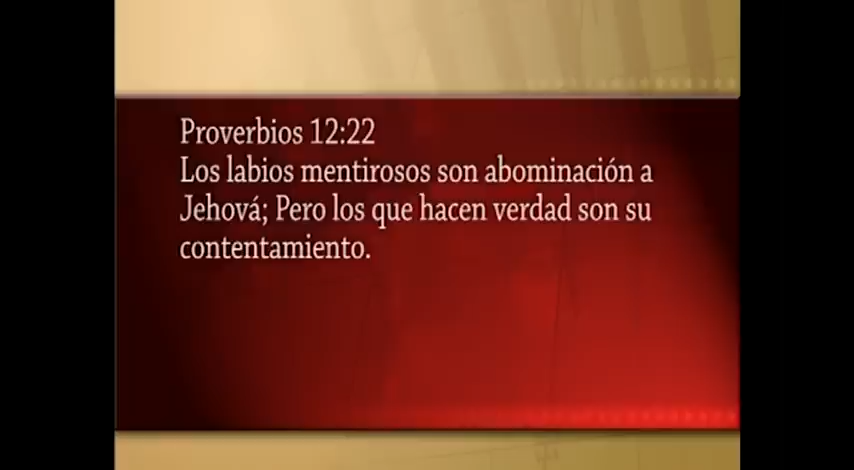 Proverbios 12:22
Los labios mentirosos son abominación a
Jehová; Pero los que hacen verdad son su
contentamiento.